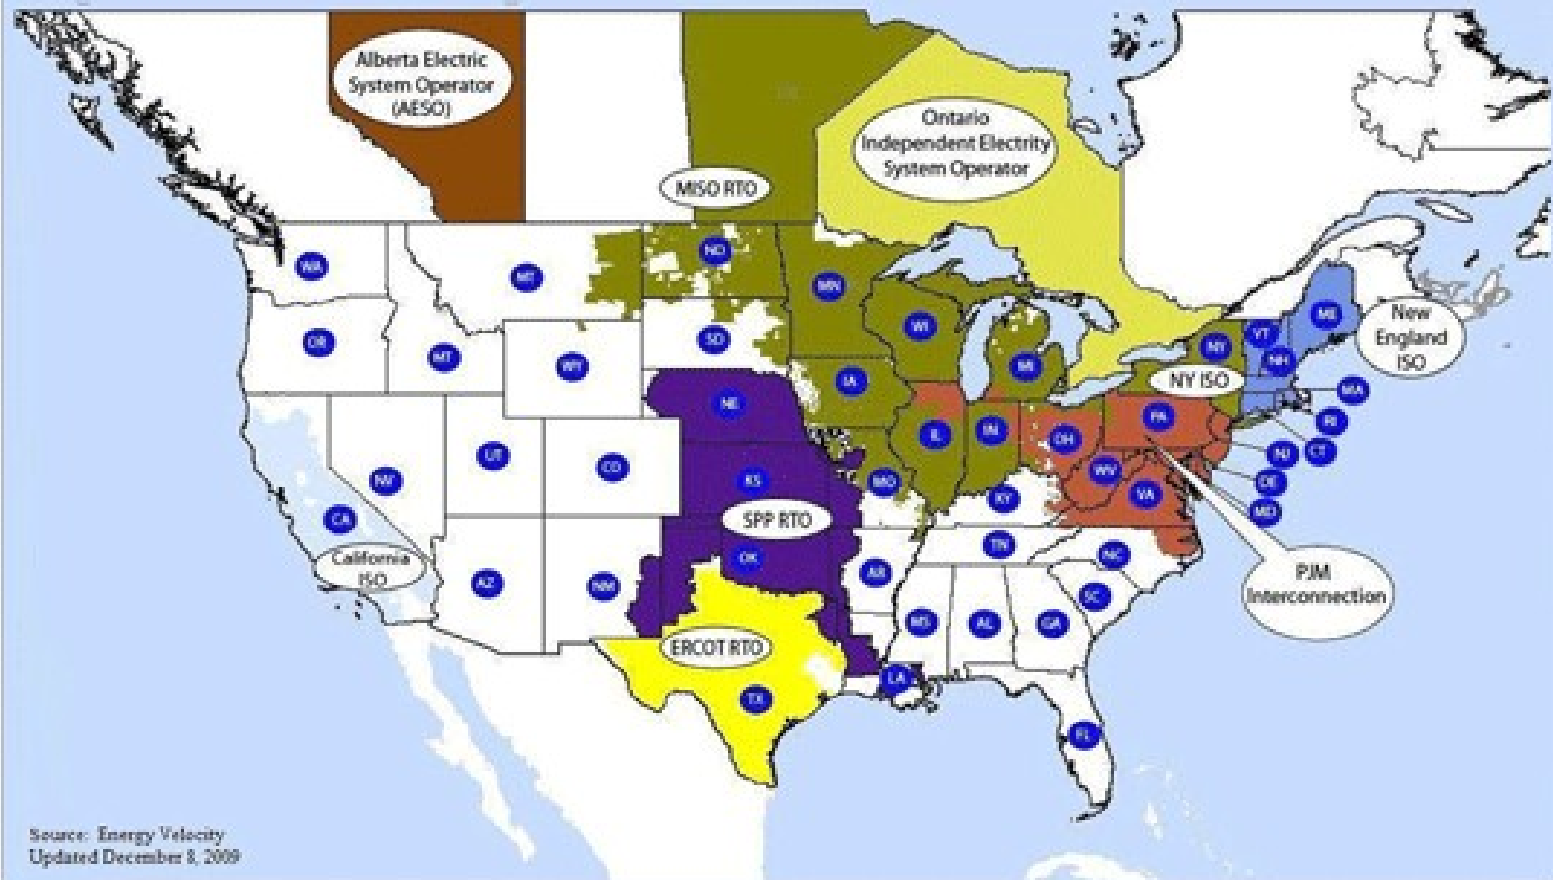 Alberta Electric
System Operator
(AESO)
Ontario
Independent Electrity
System Operator
MISO RTO
WA
MT
ND
MN
OR
MT
WY
SD
WI
MI
NY
VT
NH
ME
New
England
ISO
NY ISO
IA
NE
MA
RI
CT
PA
NJ
DE
MD
IL
IN
OH
WV
VA
NV
UT
CO
KS
MO
KY
SPP RTO
CA
California
ISO
AZ
NM
OK
AR
TN
NC
SC
MS
AL
GA
PJM
Interconnection
ERCOT RTO
TX
LA
FL
Source: Energy Velocity
Updated December 8, 2009